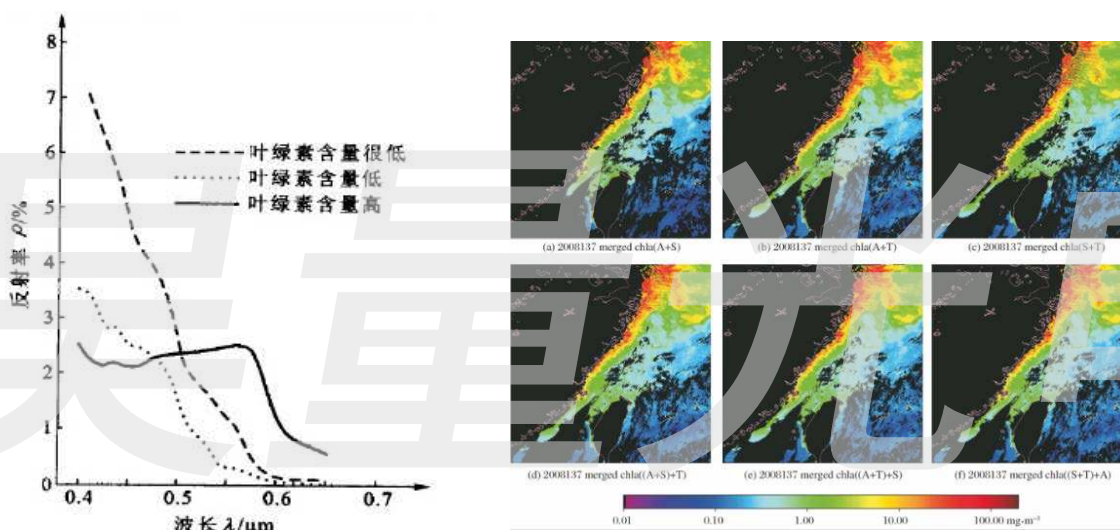 8
7
6
5
4
3
2
1
0
反射率 ρ/%
叶绿素含量很低
叶绿素含量低
叶绿素含量高
0.4
0.5
0.6
0.7
波长 λ/μm
(a) 2008137 merged chla(A+S)
(b) 2008137 merged chla(A+T)
(c) 2008137 merged chla(S+T)
(d) 2008137 merged chla((A+S)+T)
(e) 2008137 merged chla((A+T)+S)
(f) 2008137 merged chla((S+T)+A)
0.01
0.10
1.00
10.00
100.00 mg·m⁻³